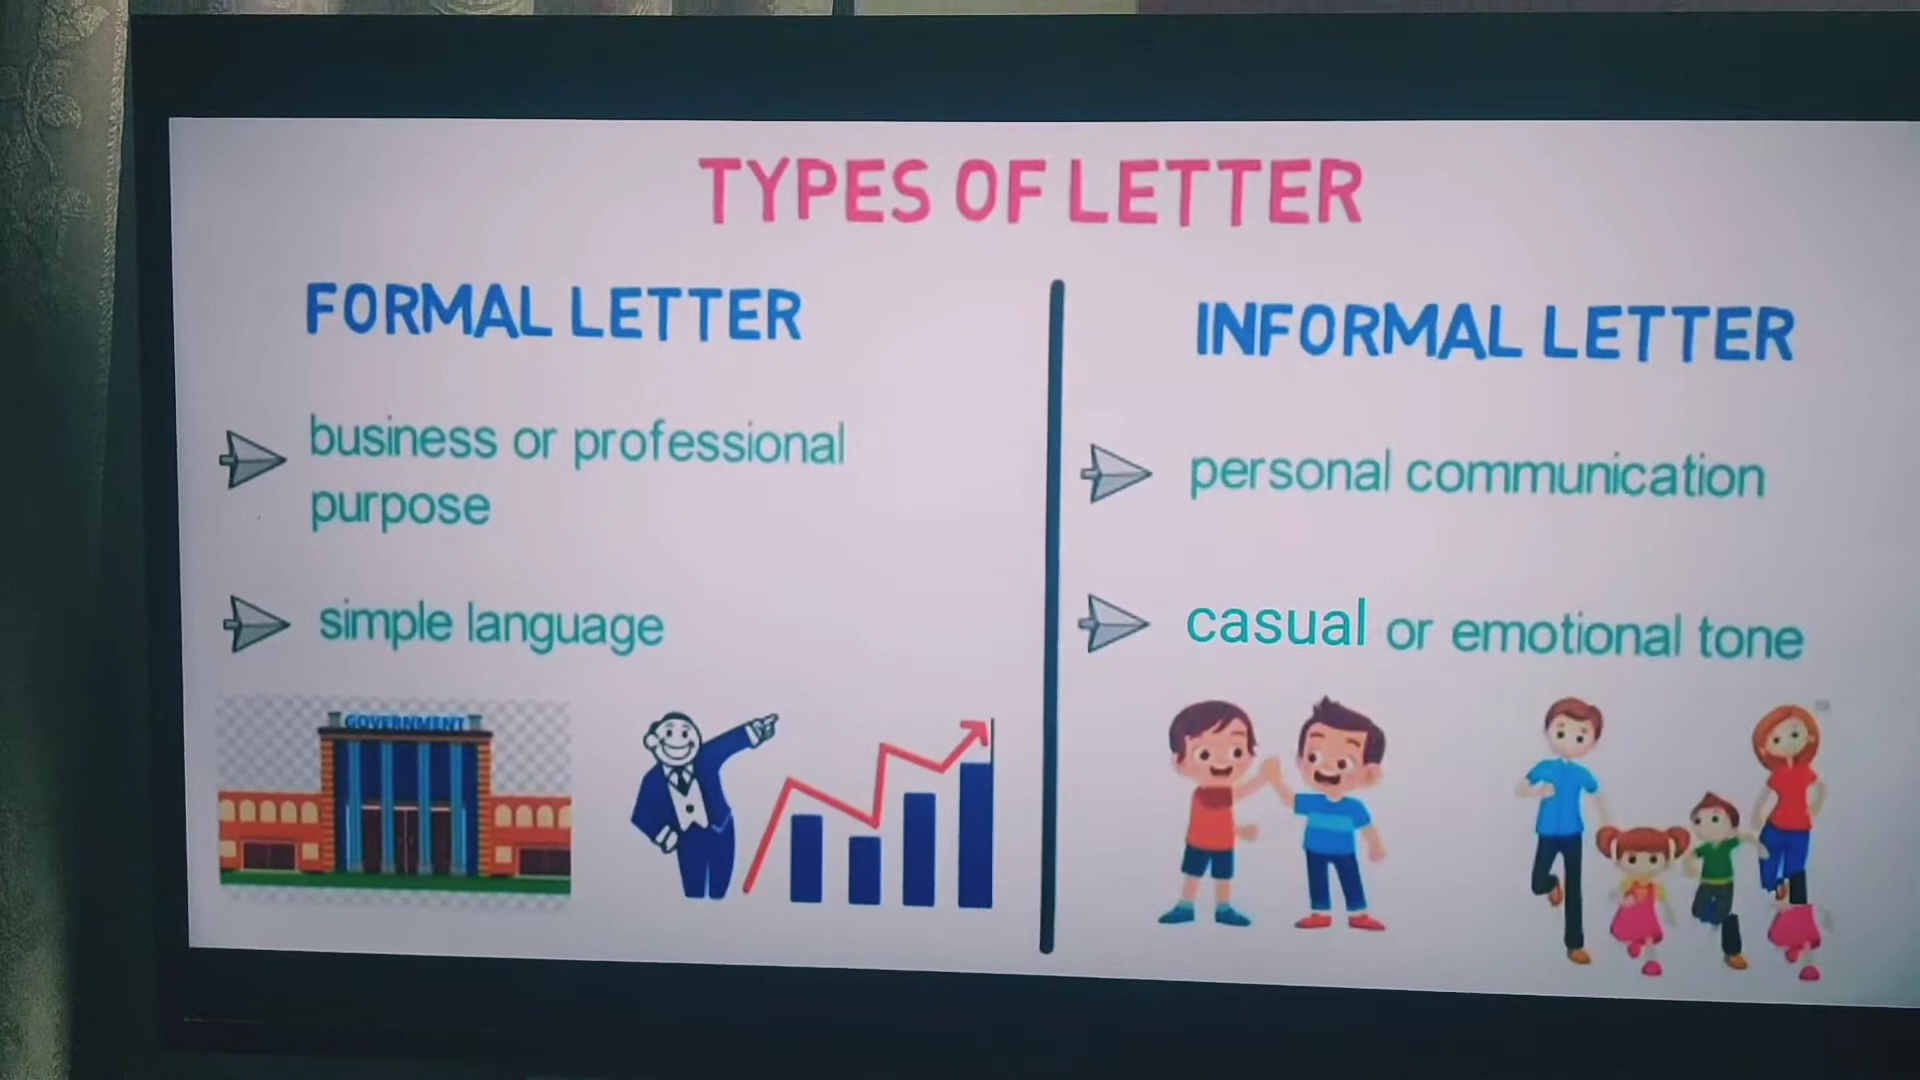 TYPES OF LETTER
FORMAL LETTER
business or professional
purpose
simple language
GOVERNMENT
INFORMAL LETTER
personal communication
casual or emotional tone